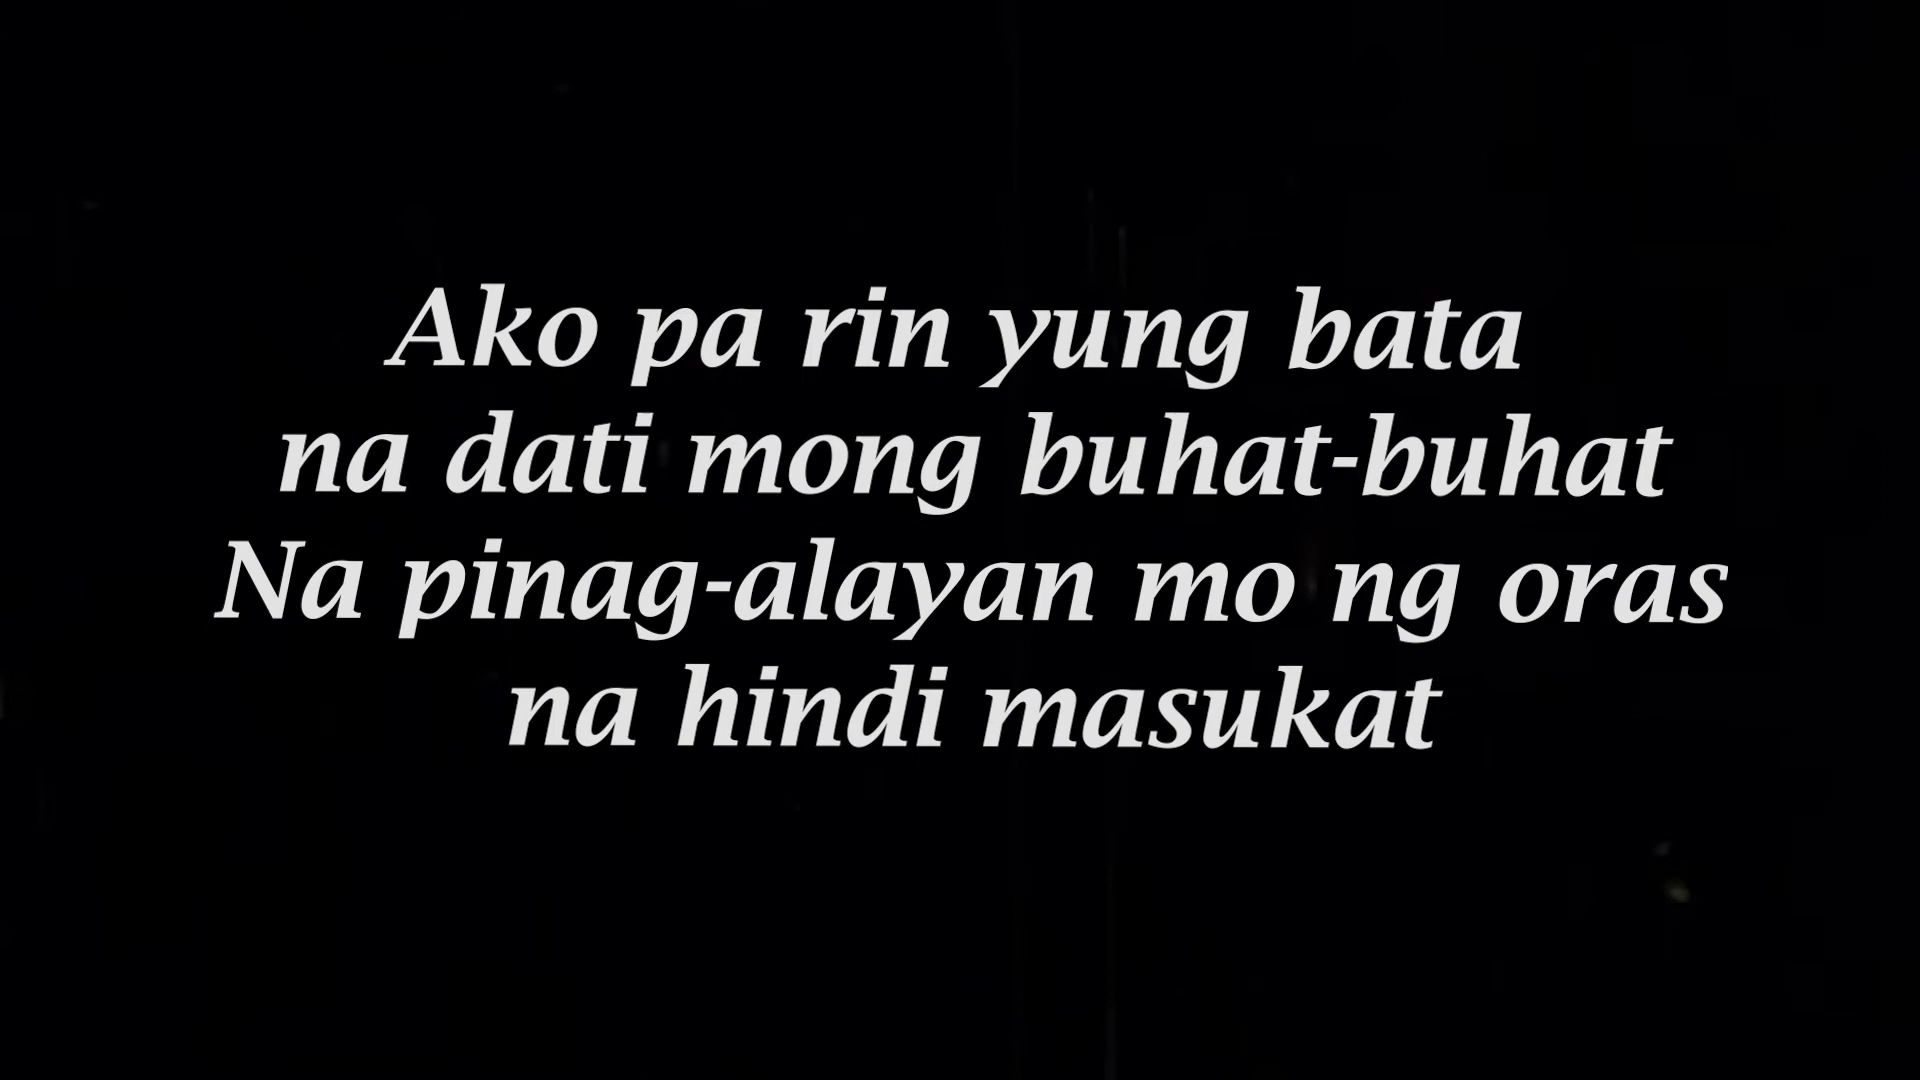 Ako pa rin yung bata
na dati mong buhat-buhat
Na pinag-alayan mo ng oras
na hindi masukat